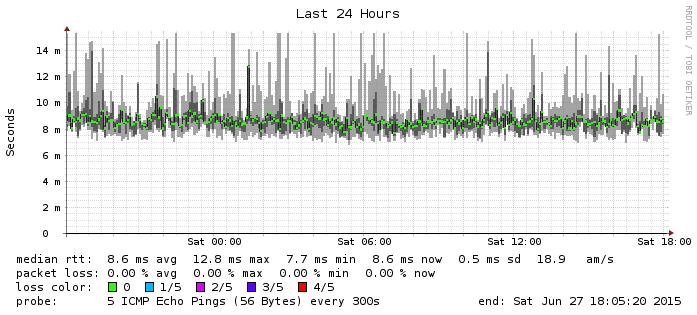 Last 24 Hours
RRDTOOL / TOBI OETIKER
Seconds
14 m
12 m
10 m
8 m
6 m
4 m
2 m
0
Sat 00:00 Sat 06:00 Sat 12:00 Sat 18:00
median rtt: 8.6 ms avg 12.8 ms max 7.7 ms min 8.6 ms now 0.5 ms sd 18.9 am/s
packet loss: 0.00 % avg 0.00 % max 0.00 % min 0.00 % now
loss color: 0 1/5 2/5 3/5 4/5
probe: 5 ICMP Echo Pings (56 Bytes) every 300s end: Sat Jun 27 18:05:20 2015